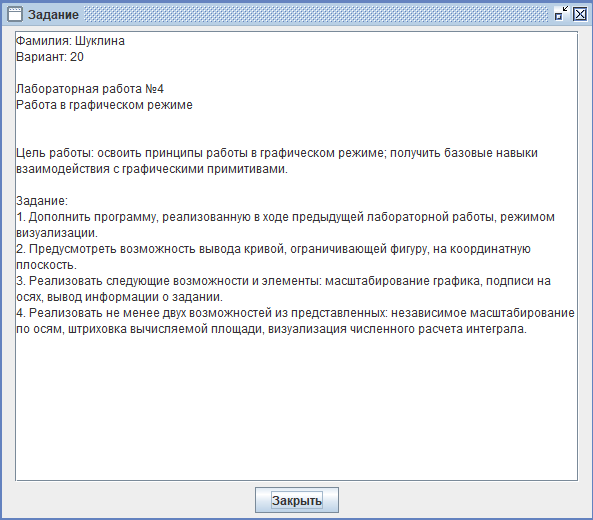 Задание
Фамилия: Шуклина
Вариант: 20
Лабораторная работа №4
Работа в графическом режиме
Цель работы: освоить принципы работы в графическом режиме; получить базовые навыки
взаимодействия с графическими примитивами.
Задание:
1. Дополнить программу, реализованную в ходе предыдущей лабораторной работы, режимом
визуализации.
2. Предусмотреть возможность вывода кривой, ограничивающей фигуру, на координатную
плоскость.
3. Реализовать следующие возможности и элементы: масштабирование графика, подписи на
осях, вывод информации о задании.
4. Реализовать не менее двух возможностей из представленных: независимое масштабирование
по осям, штриховка вычисляемой площади, визуализация численного расчета интеграла.
Закрыть